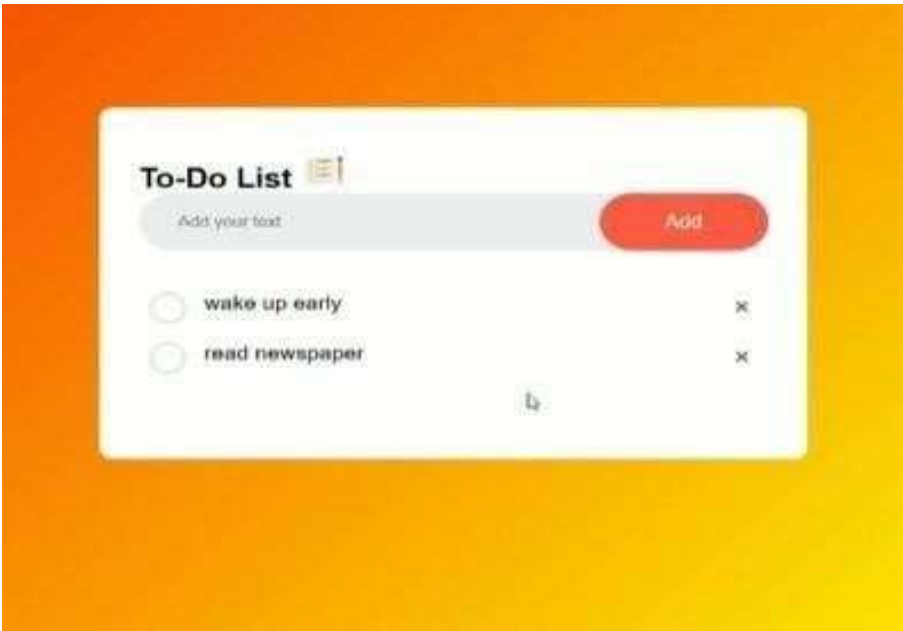 To-Do List
Add your text
Add
wake up early ×
read newspaper ×